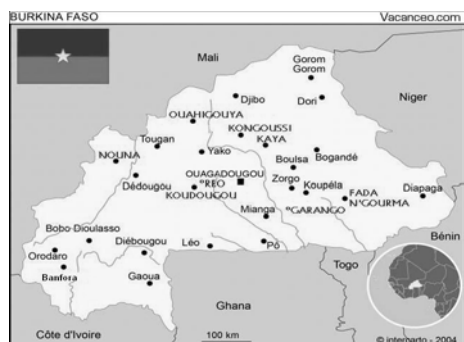 BURKINA FASO
Vacanceo.com
Mali
Gorom
Gorom
Niger
Djibo
Dori
OUAHIGOUYA
KONGOUSSI
KAYA
Tougan
NOUNA
Yako
Bogandé
Boulsa
OUAGADOUGOU
°REO
Dédougou
KOUDOUGOU
Zorgo
Koupéla
FADA
N'GOURMA
Diapaga
Mianga
°GARANGO
Bobo Dioulasso
Diébougou
Léo
Pô
Bénin
Orodaro
Banfora
Gaoua
Togo
Ghana
Côte d'Ivoire
100 km
© interbado - 2004